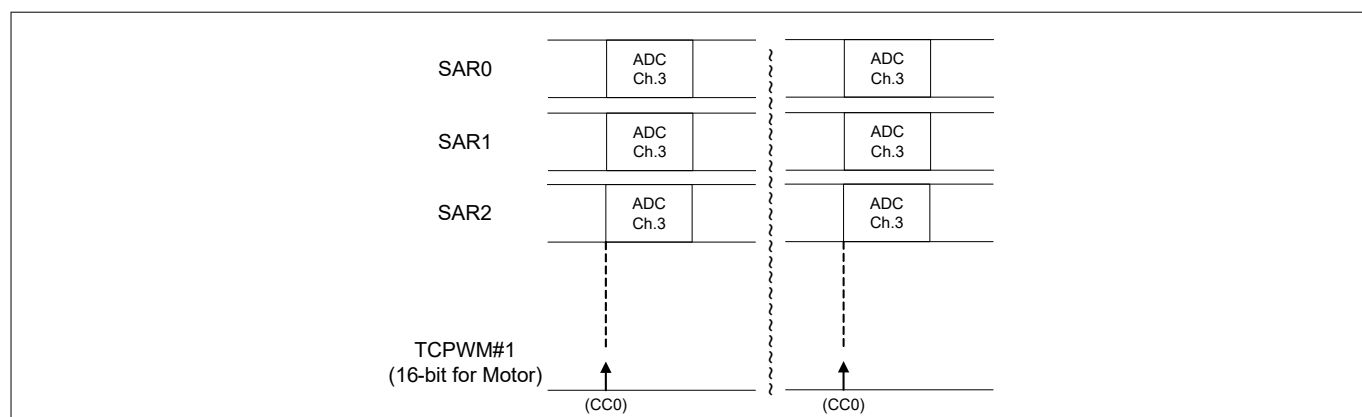 SAR0
ADC
Ch.3
ADC
Ch.3
SAR1
ADC
Ch.3
ADC
Ch.3
SAR2
ADC
Ch.3
ADC
Ch.3
TCPWM#1
(16-bit for Motor)
(CC0)
(CC0)